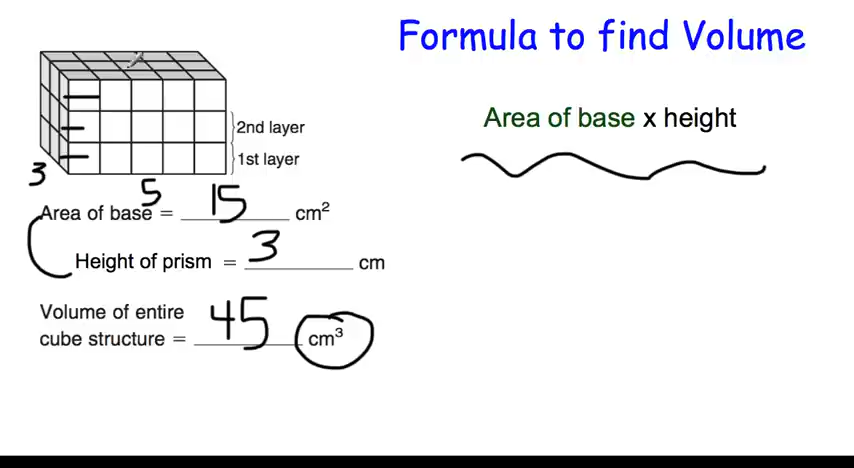 Formula to find Volume
Area of base x height
2nd layer
1st layer
3
5
Area of base = 15 cm²
Height of prism = 3 cm
Volume of entire
cube structure = 45 cm³